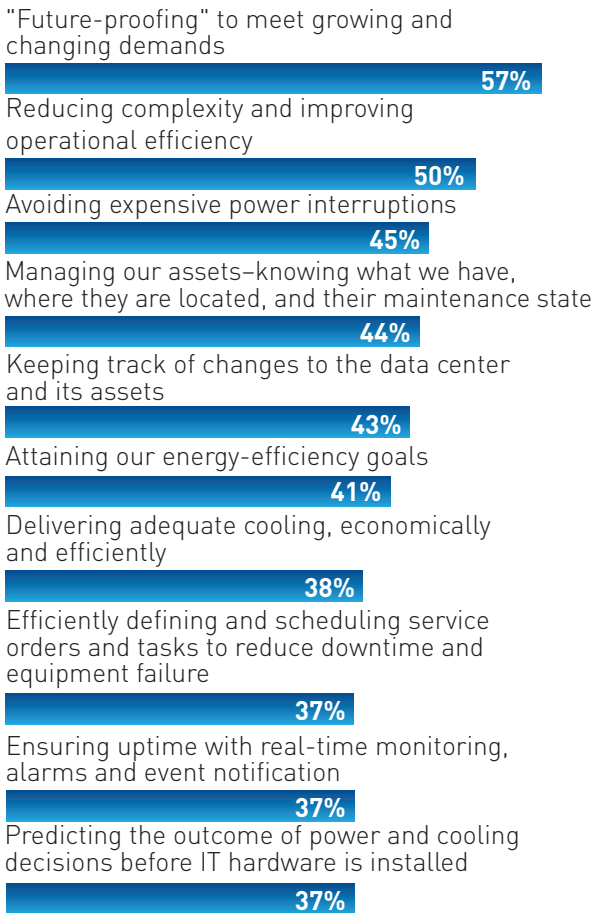 "Future-proofing" to meet growing and
changing demands
57%
Reducing complexity and improving
operational efficiency
50%
Avoiding expensive power interruptions
45%
Managing our assets–knowing what we have,
where they are located, and their maintenance state
44%
Keeping track of changes to the data center
and its assets
43%
Attaining our energy-efficiency goals
41%
Delivering adequate cooling, economically
and efficiently
38%
Efficiently defining and scheduling service
orders and tasks to reduce downtime and
equipment failure
37%
Ensuring uptime with real-time monitoring,
alarms and event notification
37%
Predicting the outcome of power and cooling
decisions before IT hardware is installed
37%